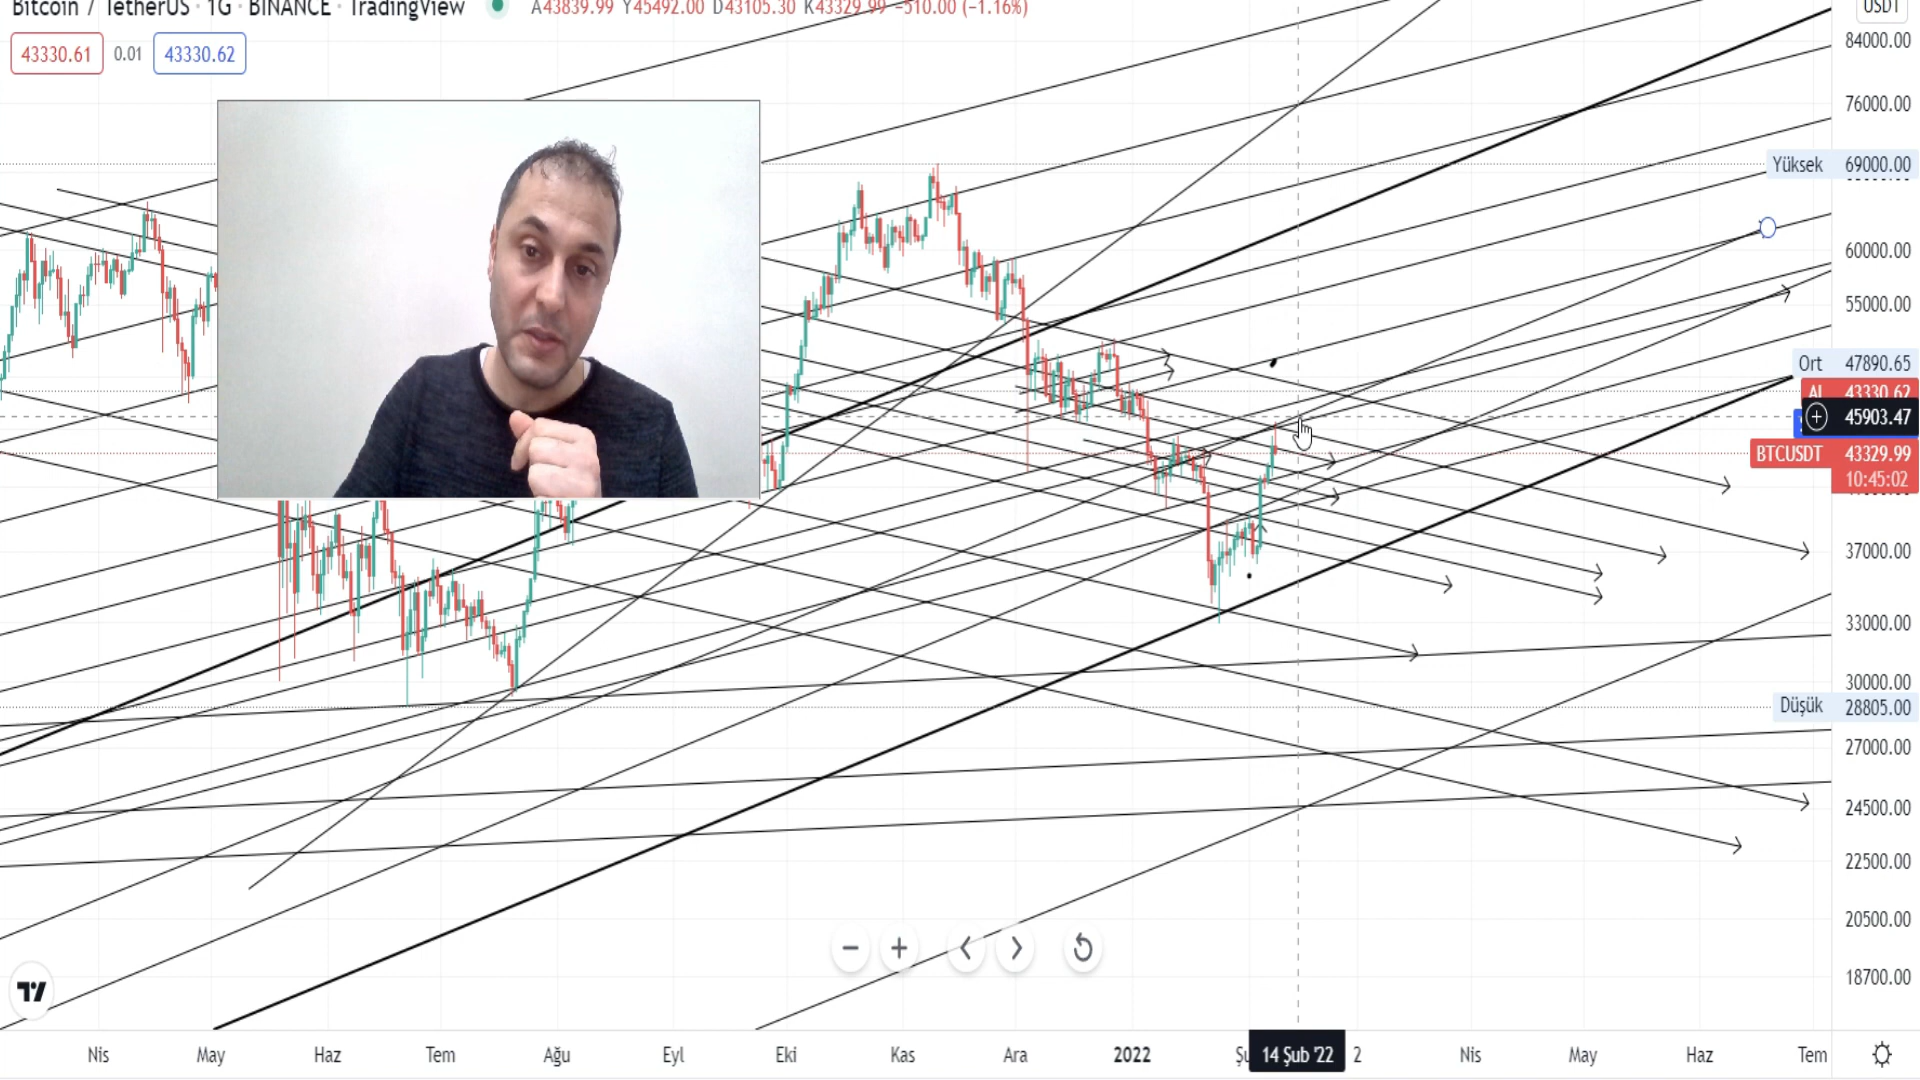 Bitcoin / TetherUS · 1G · BINANCE · TradingView A43839.99 Y45492.00 D43105.30 K43329.99 −510.00 (−1.16%)
USDT
43330.61 0.01 43330.62
84000.00
76000.00
Yüksek 69000.00
60000.00
55000.00
Ort 47890.65
43330.62
45903.47
BTCUSDT 43329.99
10:45:02
37000.00
33000.00
30000.00
Düşük 28805.00
27000.00
24500.00
22500.00
20500.00
18700.00
Nis May Haz Tem Ağu Eyl Eki Kas Ara 2022 14 Şub '22 2 Nis May Haz Tem